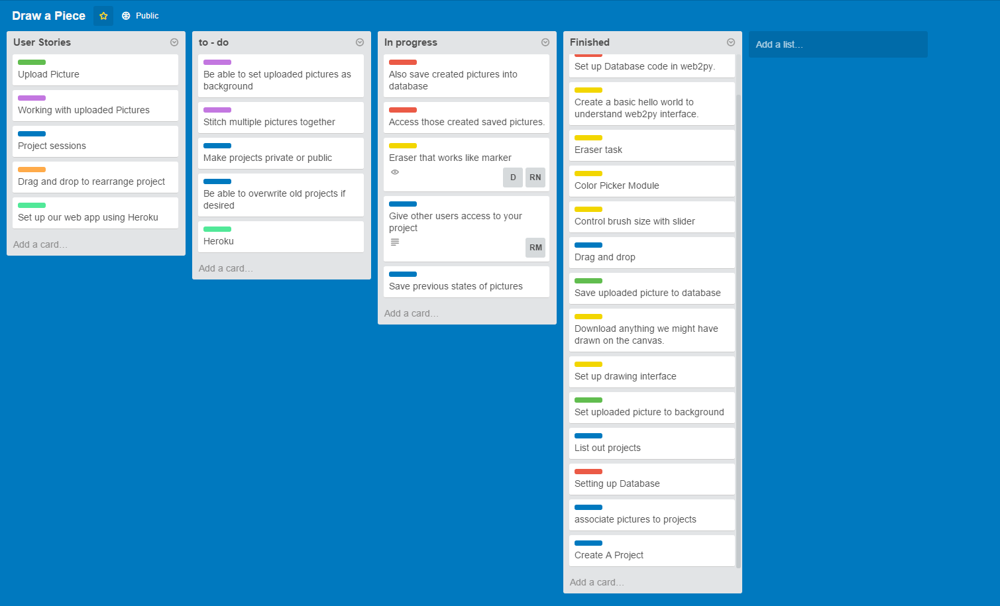 Draw a Piece
Public
User Stories
Upload Picture
Working with uploaded Pictures
Project sessions
Drag and drop to rearrange project
Set up our web app using Heroku
Add a card...
to - do
Be able to set uploaded pictures as
background
Stitch multiple pictures together
Make projects private or public
Be able to overwrite old projects if
desired
Heroku
Add a card...
In progress
Also save created pictures into
database
Access those created saved pictures.
Eraser that works like marker
D
RN
Give other users access to your
project
RM
Save previous states of pictures
Add a card...
Finished
Set up Database code in web2py.
Create a basic hello world to
understand web2py interface.
Eraser task
Color Picker Module
Control brush size with slider
Drag and drop
Save uploaded picture to database
Download anything we might have
drawn on the canvas.
Set up drawing interface
Set uploaded picture to background
List out projects
Setting up Database
associate pictures to projects
Create A Project
Add a card...
Add a list...